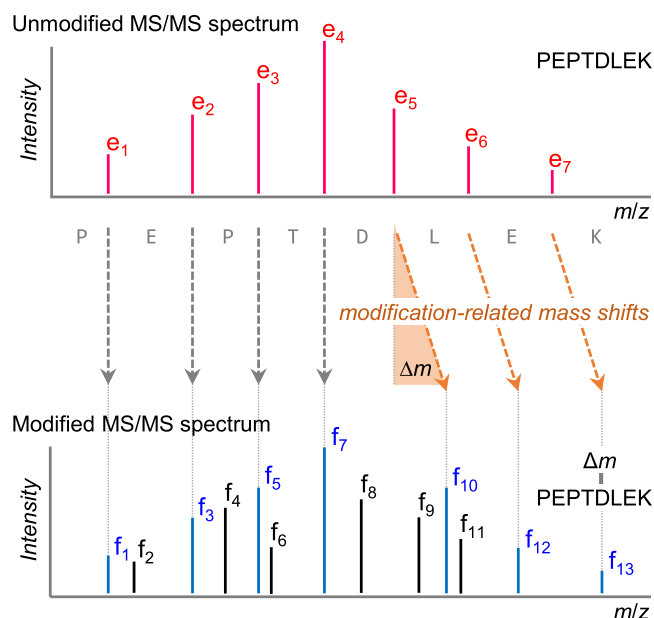 Unmodified MS/MS spectrum
PEPTDLEK
Intensity
e1 e2 e3 e4 e5 e6 e7
m/z
P E P T D L E K
modification-related mass shifts
Δm
Modified MS/MS spectrum
Δm
PEPTDLEK
Intensity
f1 f2 f3 f4 f5 f6 f7 f8 f9 f10 f11 f12 f13
m/z